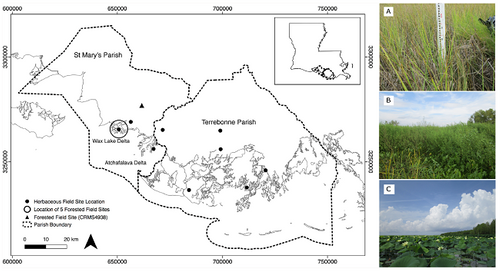 600000 650000 700000 750000
3300000
3250000
St Mary's Parish
Terrebonne Parish
Wax Lake Delta
Atchafalaya Delta
Herbaceous Field Site Location
Location of 5 Forested Field Sites
Forested Field Site (CRMS4938)
Parish Boundary
0 10 20 km
600000 650000 700000 750000
A
B
C